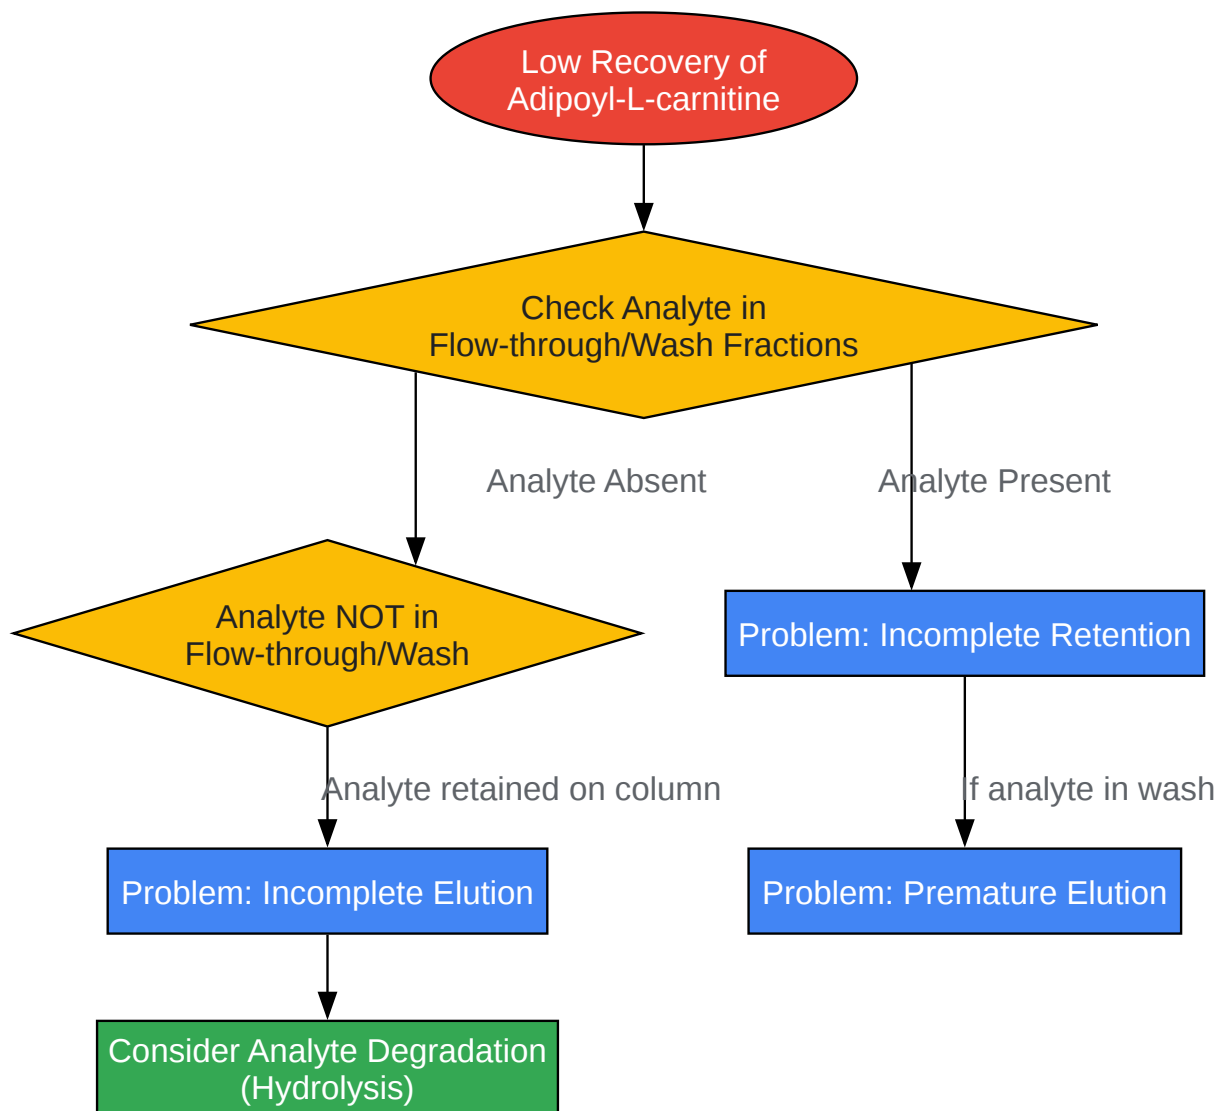 Low Recovery of
Adipoyl-L-carnitine
Check Analyte in
Flow-through/Wash Fractions
Analyte Absent
Analyte Present
Analyte NOT in
Flow-through/Wash
Problem: Incomplete Retention
Analyte retained on column
If analyte in wash
Problem: Incomplete Elution
Problem: Premature Elution
Consider Analyte Degradation
(Hydrolysis)